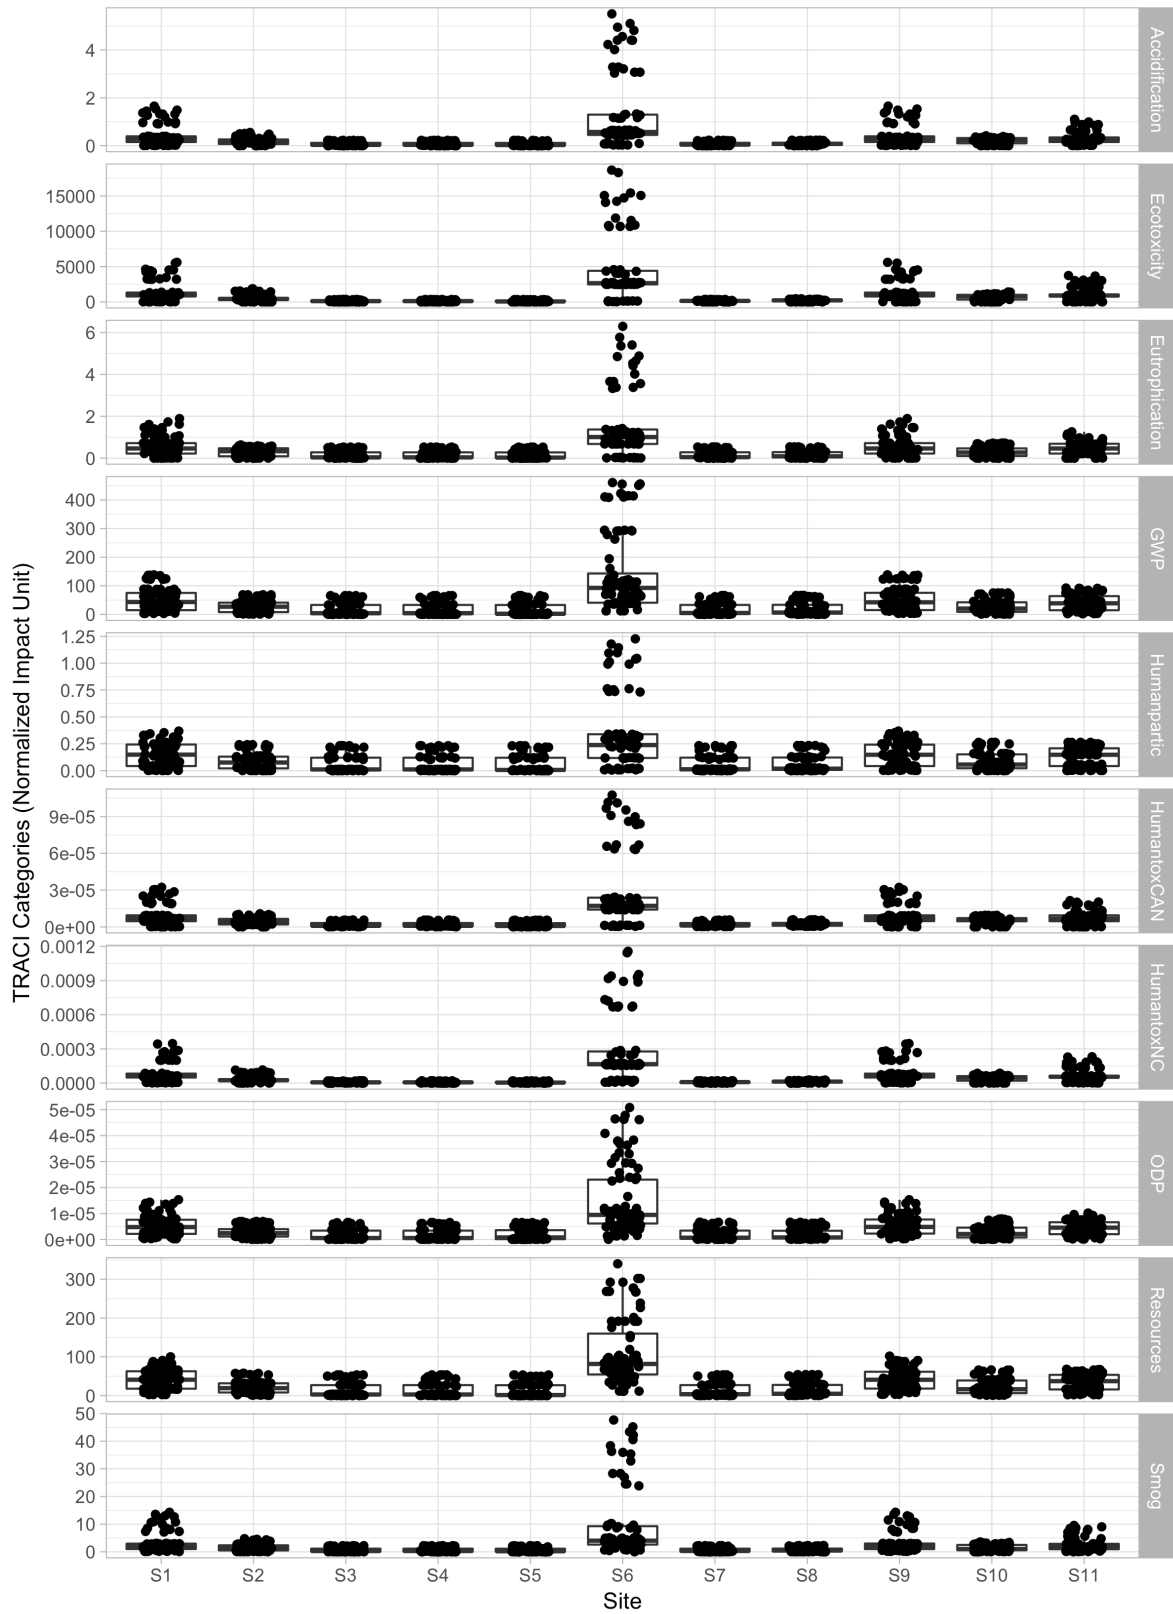 TRACI Categories (Normalized Impact Unit)
4
2
0
Accidification
15000
10000
5000
0
Ecotoxicity
6
4
2
0
Eutrophication
400
300
200
100
0
GWP
1.25
1.00
0.75
0.50
0.25
0.00
Humanpartic
9e-05
6e-05
3e-05
0e+00
HumantoxCAN
0.0012
0.0009
0.0006
0.0003
0.0000
HumantoxNC
5e-05
4e-05
3e-05
2e-05
1e-05
0e+00
ODP
300
200
100
0
Resources
50
40
30
20
10
0
Smog
S1 S2 S3 S4 S5 S6 S7 S8 S9 S10 S11
Site